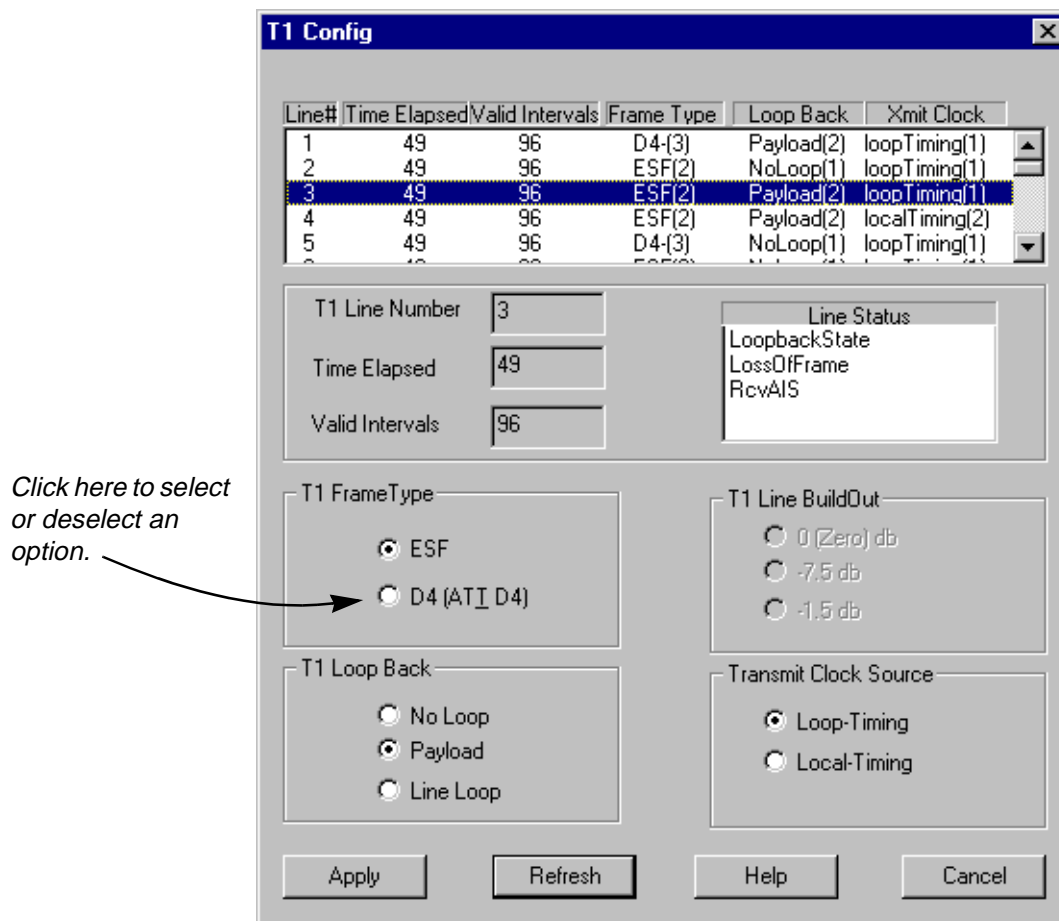 T1 Config
Line# Time Elapsed Valid Intervals Frame Type Loop Back Xmit Clock
1 49 96 D4-(3) Payload(2) loopTiming(1)
2 49 96 ESF(2) NoLoop(1) loopTiming(1)
3 49 96 ESF(2) Payload(2) loopTiming(1)
4 49 96 ESF(2) Payload(2) localTiming(2)
5 49 96 D4-(3) NoLoop(1) loopTiming(1)
T1 Line Number 3
Time Elapsed 49
Valid Intervals 96
Line Status
LoopbackState
LossOfFrame
RcvAIS
Click here to select
or deselect an
option.
T1 FrameType
ESF
D4 (ATT D4)
T1 Line BuildOut
0 (Zero) db
-7.5 db
-1.5 db
T1 Loop Back
No Loop
Payload
Line Loop
Transmit Clock Source
Loop-Timing
Local-Timing
Apply Refresh Help Cancel